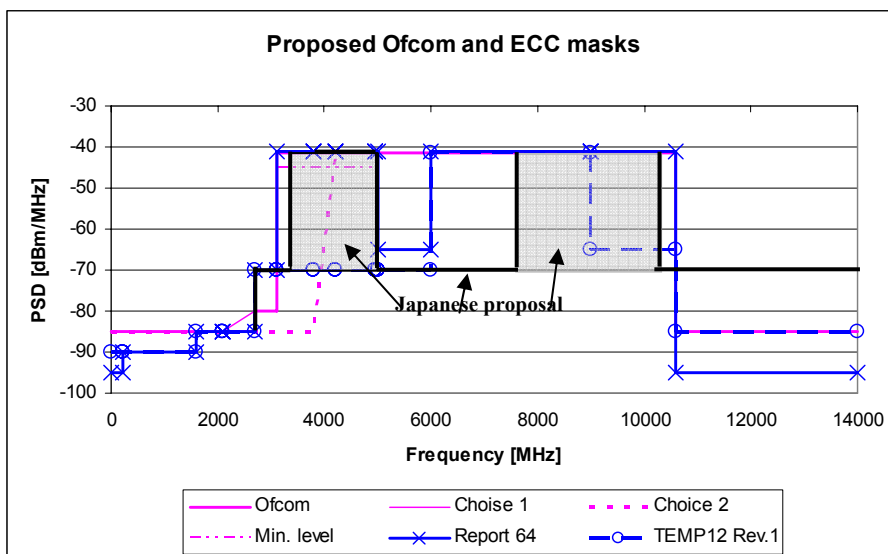 Proposed Ofcom and ECC masks
PSD [dBm/MHz]
-30
-40
-50
-60
-70
-80
-90
-100
Japanese proposal
0 2000 4000 6000 8000 10000 12000 14000
Frequency [MHz]
Ofcom Choise 1 Choice 2
Min. level Report 64 TEMP12 Rev.1